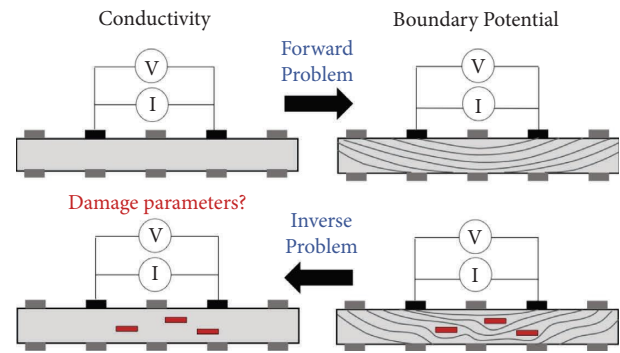 Conductivity
Boundary Potential
V
I
Forward
Problem
V
I
Damage parameters?
V
I
Inverse
Problem
V
I